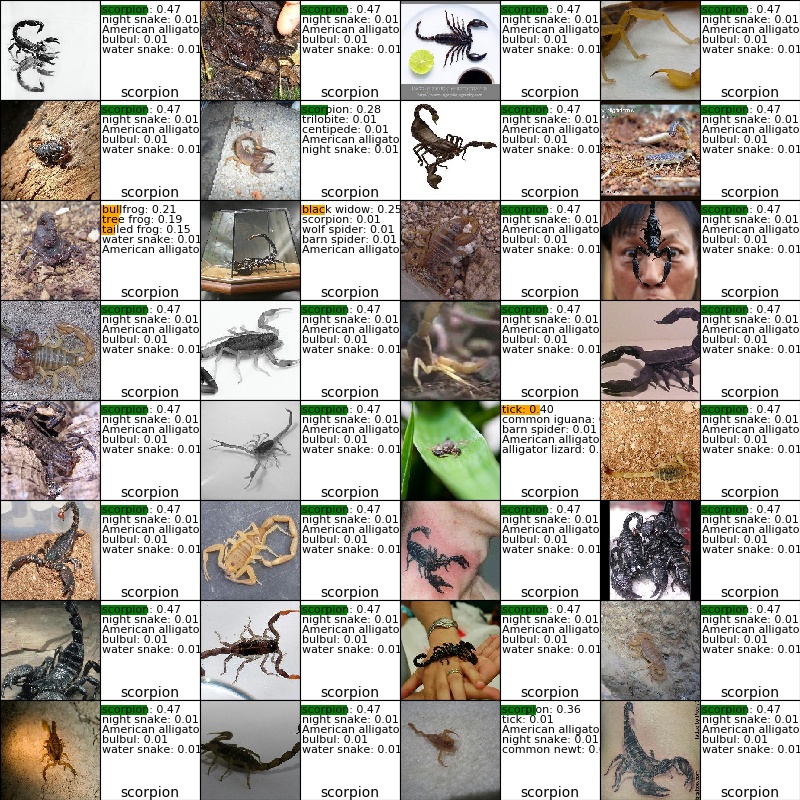 scorpion: 0.47
night snake: 0.01
American alligato
bulbul: 0.01
water snake: 0.01
scorpion
scorpion: 0.47
night snake: 0.01
American alligato
bulbul: 0.01
water snake: 0.01
scorpion
scorpion: 0.47
night snake: 0.01
American alligato
bulbul: 0.01
water snake: 0.01
scorpion
scorpion: 0.47
night snake: 0.01
American alligato
bulbul: 0.01
water snake: 0.01
scorpion
scorpion: 0.47
night snake: 0.01
American alligato
bulbul: 0.01
water snake: 0.01
scorpion
scorpion: 0.28
trilobite: 0.01
centipede: 0.01
American alligato
night snake: 0.01
scorpion
scorpion: 0.47
night snake: 0.01
American alligato
bulbul: 0.01
water snake: 0.01
scorpion
scorpion: 0.47
night snake: 0.01
American alligato
bulbul: 0.01
water snake: 0.01
scorpion
bullfrog: 0.21
tree frog: 0.19
tailed frog: 0.15
water snake: 0.01
American alligato
scorpion
black widow: 0.25
scorpion: 0.01
wolf spider: 0.01
barn spider: 0.01
American alligato
scorpion
scorpion: 0.47
night snake: 0.01
American alligato
bulbul: 0.01
water snake: 0.01
scorpion
scorpion: 0.47
night snake: 0.01
American alligato
bulbul: 0.01
water snake: 0.01
scorpion
scorpion: 0.47
night snake: 0.01
American alligato
bulbul: 0.01
water snake: 0.01
scorpion
scorpion: 0.47
night snake: 0.01
American alligato
bulbul: 0.01
water snake: 0.01
scorpion
scorpion: 0.47
night snake: 0.01
American alligato
bulbul: 0.01
water snake: 0.01
scorpion
scorpion: 0.47
night snake: 0.01
American alligato
bulbul: 0.01
water snake: 0.01
scorpion
scorpion: 0.47
night snake: 0.01
American alligato
bulbul: 0.01
water snake: 0.01
scorpion
scorpion: 0.47
night snake: 0.01
American alligato
bulbul: 0.01
water snake: 0.01
scorpion
tick: 0.40
common iguana:
barn spider: 0.01
American alligato
alligator lizard: 0.
scorpion
scorpion: 0.47
night snake: 0.01
American alligato
bulbul: 0.01
water snake: 0.01
scorpion
scorpion: 0.47
night snake: 0.01
American alligato
bulbul: 0.01
water snake: 0.01
scorpion
scorpion: 0.47
night snake: 0.01
American alligato
bulbul: 0.01
water snake: 0.01
scorpion
scorpion: 0.47
night snake: 0.01
American alligato
bulbul: 0.01
water snake: 0.01
scorpion
scorpion: 0.47
night snake: 0.01
American alligato
bulbul: 0.01
water snake: 0.01
scorpion
scorpion: 0.47
night snake: 0.01
American alligato
bulbul: 0.01
water snake: 0.01
scorpion
scorpion: 0.47
night snake: 0.01
American alligato
bulbul: 0.01
water snake: 0.01
scorpion
scorpion: 0.47
night snake: 0.01
American alligato
bulbul: 0.01
water snake: 0.01
scorpion
scorpion: 0.47
night snake: 0.01
American alligato
bulbul: 0.01
water snake: 0.01
scorpion
scorpion: 0.47
night snake: 0.01
American alligato
bulbul: 0.01
water snake: 0.01
scorpion
scorpion: 0.47
night snake: 0.01
American alligato
bulbul: 0.01
water snake: 0.01
scorpion
scorpion: 0.36
tick: 0.01
American alligato
night snake: 0.01
common newt: 0.
scorpion
scorpion: 0.47
night snake: 0.01
American alligato
bulbul: 0.01
water snake: 0.01
scorpion